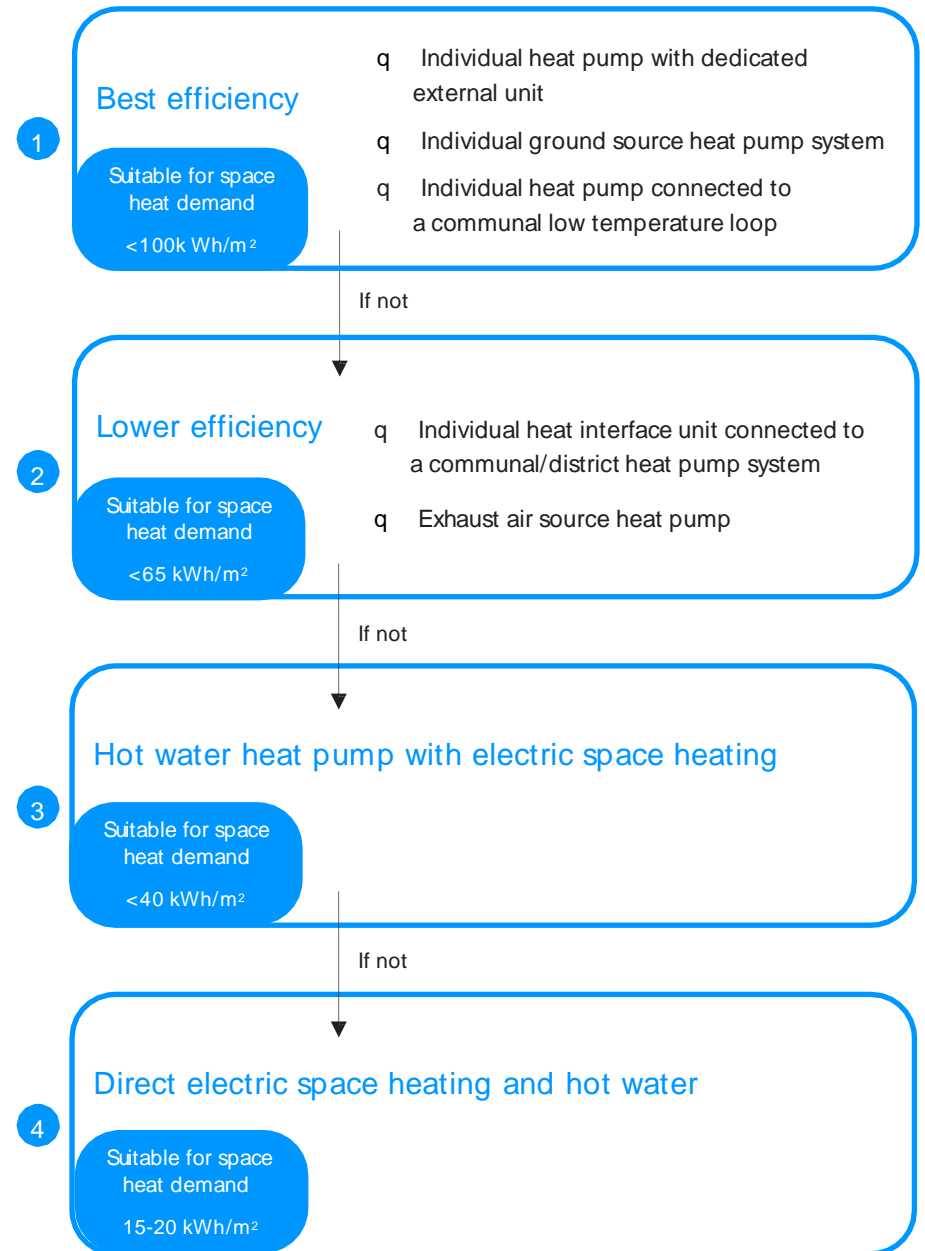 1
Best efficiency
Suitable for space
heat demand
<100k Wh/m²
q Individual heat pump with dedicated
external unit
q Individual ground source heat pump system
q Individual heat pump connected to
a communal low temperature loop
If not
2
Lower efficiency
Suitable for space
heat demand
<65 kWh/m²
q Individual heat interface unit connected to
a communal/district heat pump system
q Exhaust air source heat pump
If not
3
Hot water heat pump with electric space heating
Suitable for space
heat demand
<40 kWh/m²
If not
4
Direct electric space heating and hot water
Suitable for space
heat demand
15-20 kWh/m²